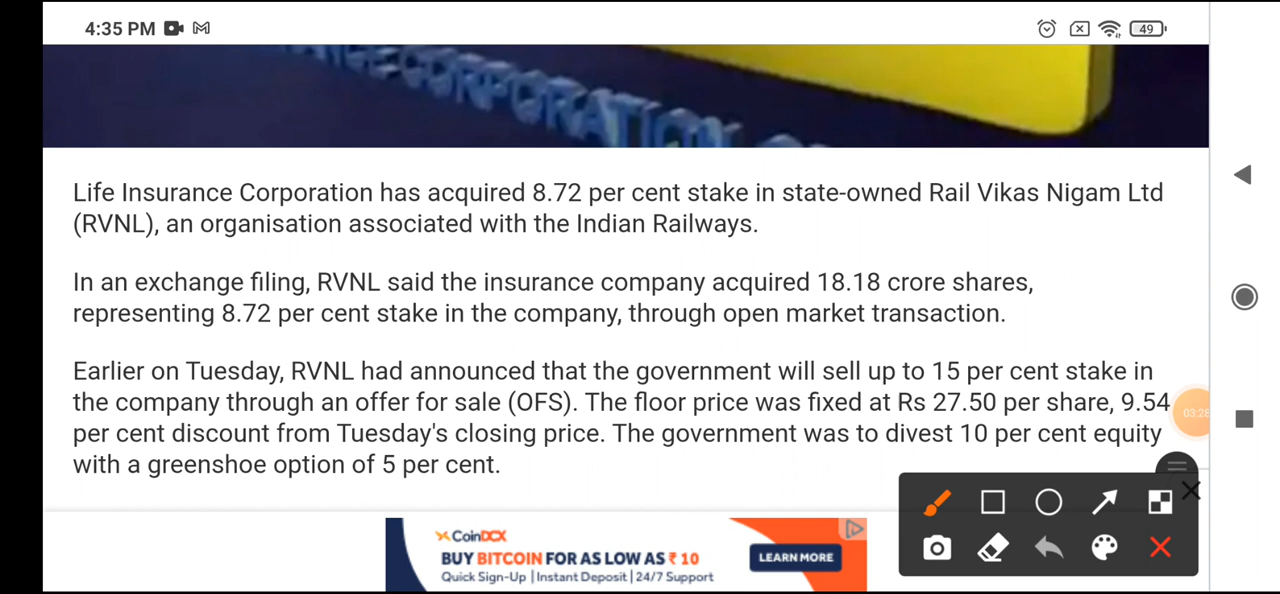 4:35 PM
49
CORPORATION
Life Insurance Corporation has acquired 8.72 per cent stake in state-owned Rail Vikas Nigam Ltd
(RVNL), an organisation associated with the Indian Railways.
In an exchange filing, RVNL said the insurance company acquired 18.18 crore shares,
representing 8.72 per cent stake in the company, through open market transaction.
Earlier on Tuesday, RVNL had announced that the government will sell up to 15 per cent stake in
the company through an offer for sale (OFS). The floor price was fixed at Rs 27.50 per share, 9.54
per cent discount from Tuesday's closing price. The government was to divest 10 per cent equity
with a greenshoe option of 5 per cent.
03:28
CoinDCX
BUY BITCOIN FOR AS LOW AS ₹ 10
Quick Sign-Up | Instant Deposit | 24/7 Support
LEARN MORE